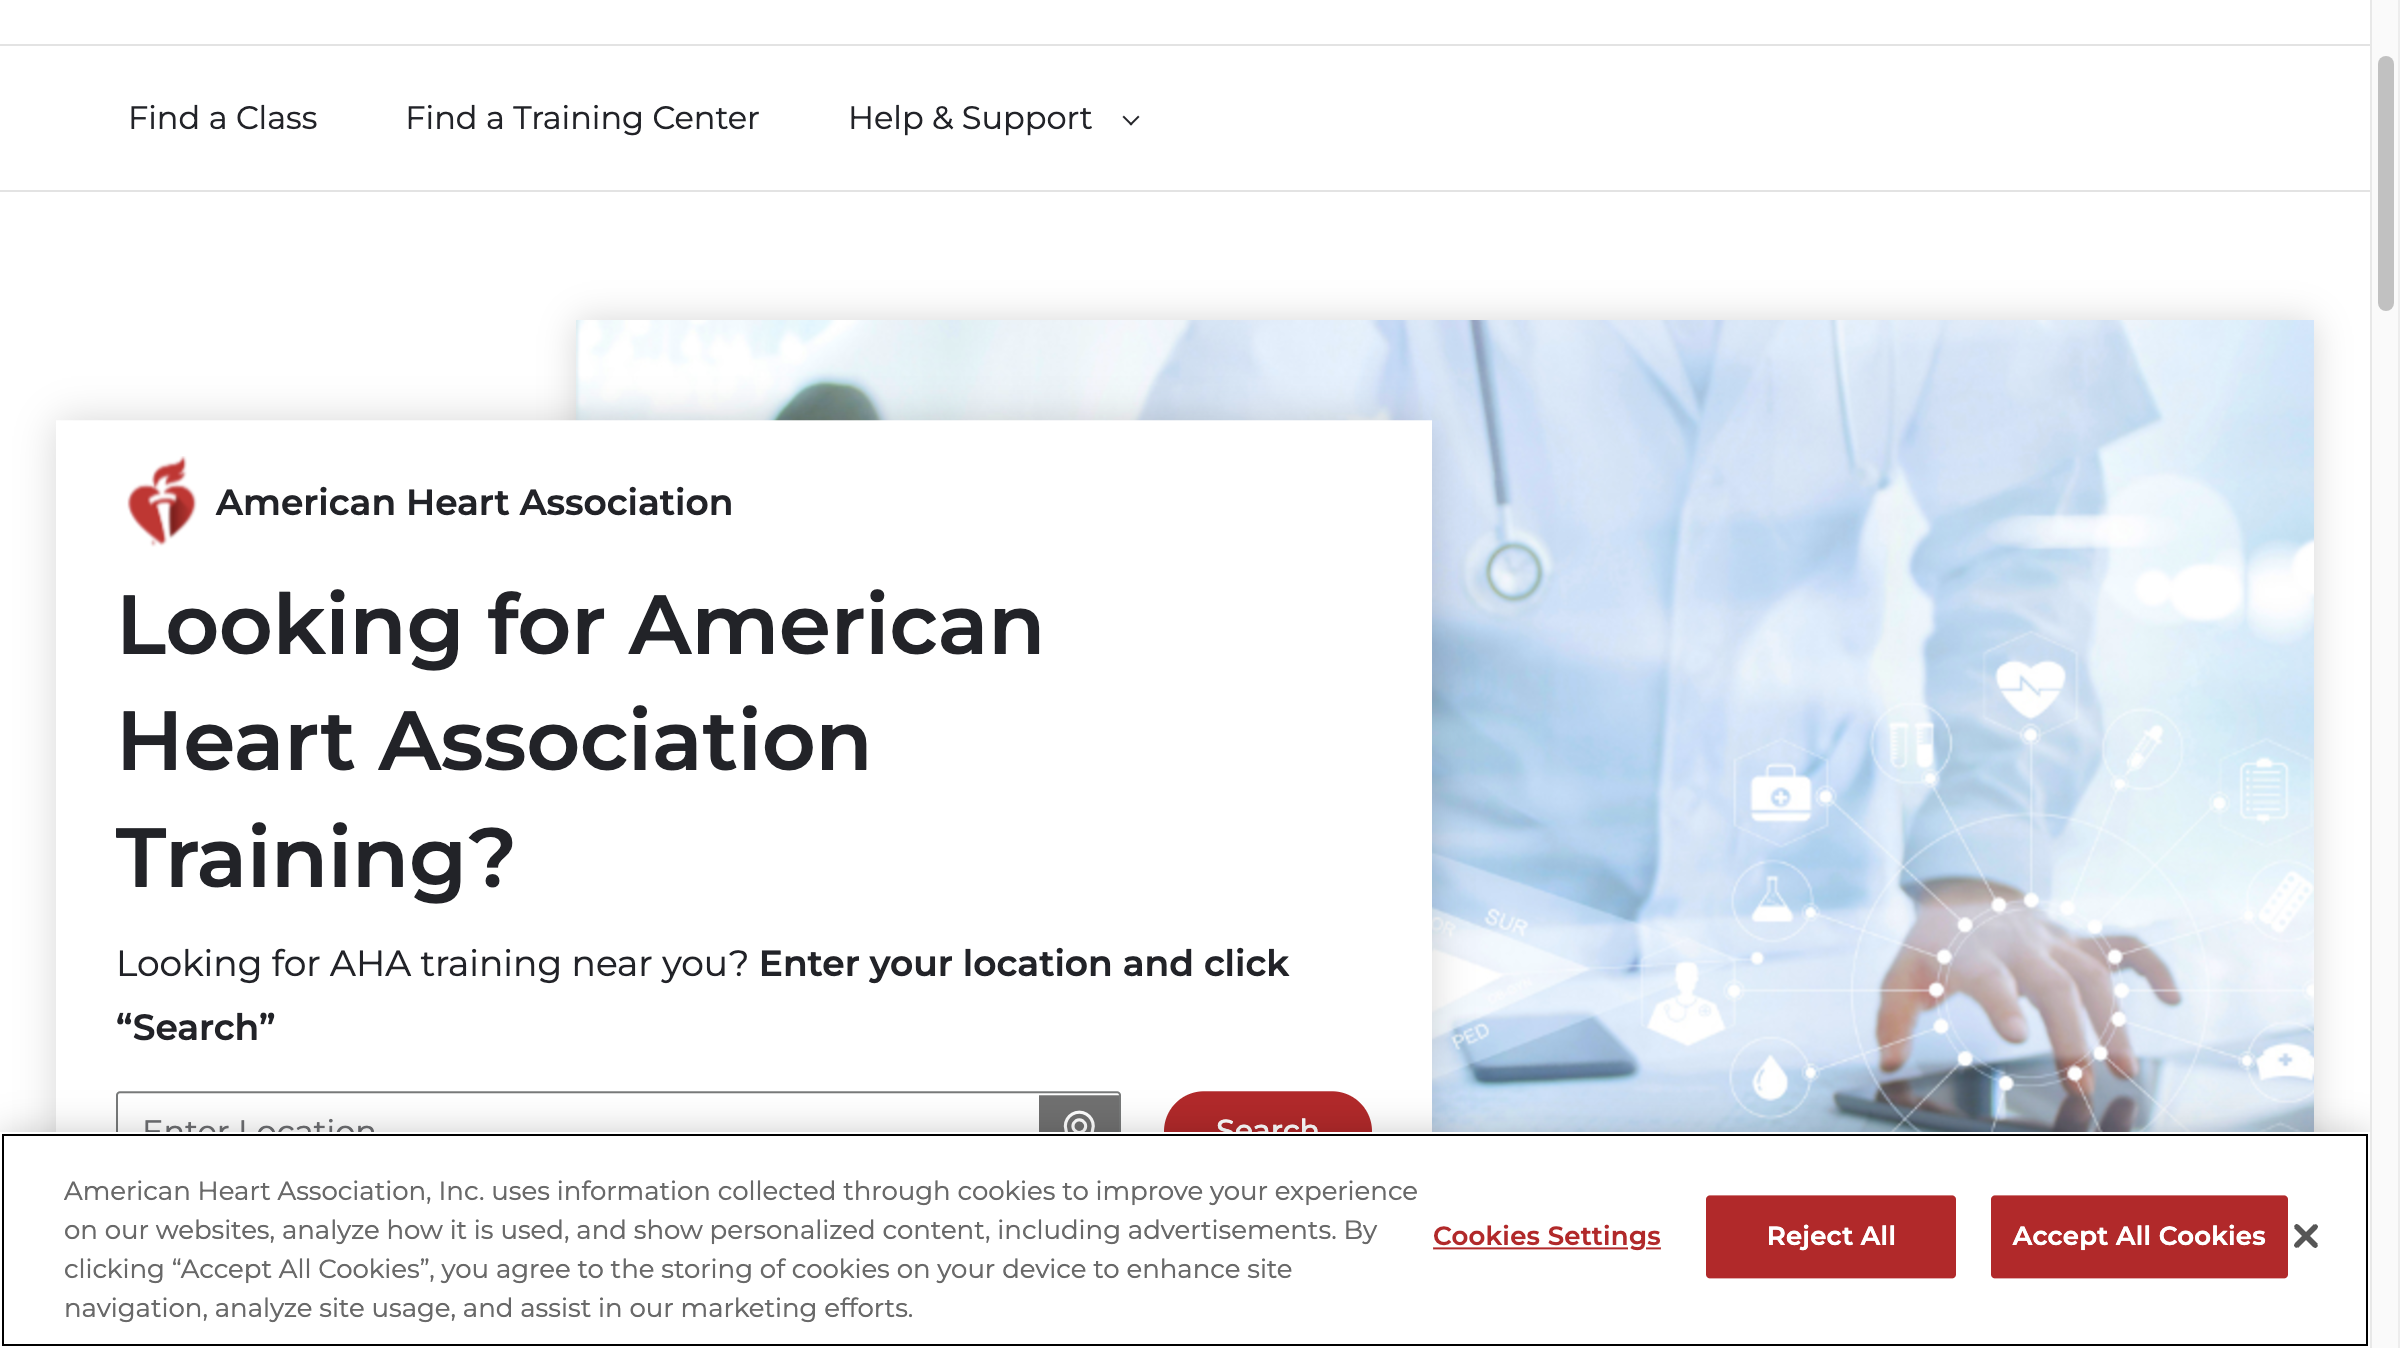 Find a Class
Find a Training Center
Help & Support
American Heart Association
Looking for American
Heart Association
Training?
Looking for AHA training near you? Enter your location and click
“Search”
Enter Location
Search
SUR
PED
American Heart Association, Inc. uses information collected through cookies to improve your experience
on our websites, analyze how it is used, and show personalized content, including advertisements. By
clicking “Accept All Cookies”, you agree to the storing of cookies on your device to enhance site
navigation, analyze site usage, and assist in our marketing efforts.
Cookies Settings
Reject All
Accept All Cookies